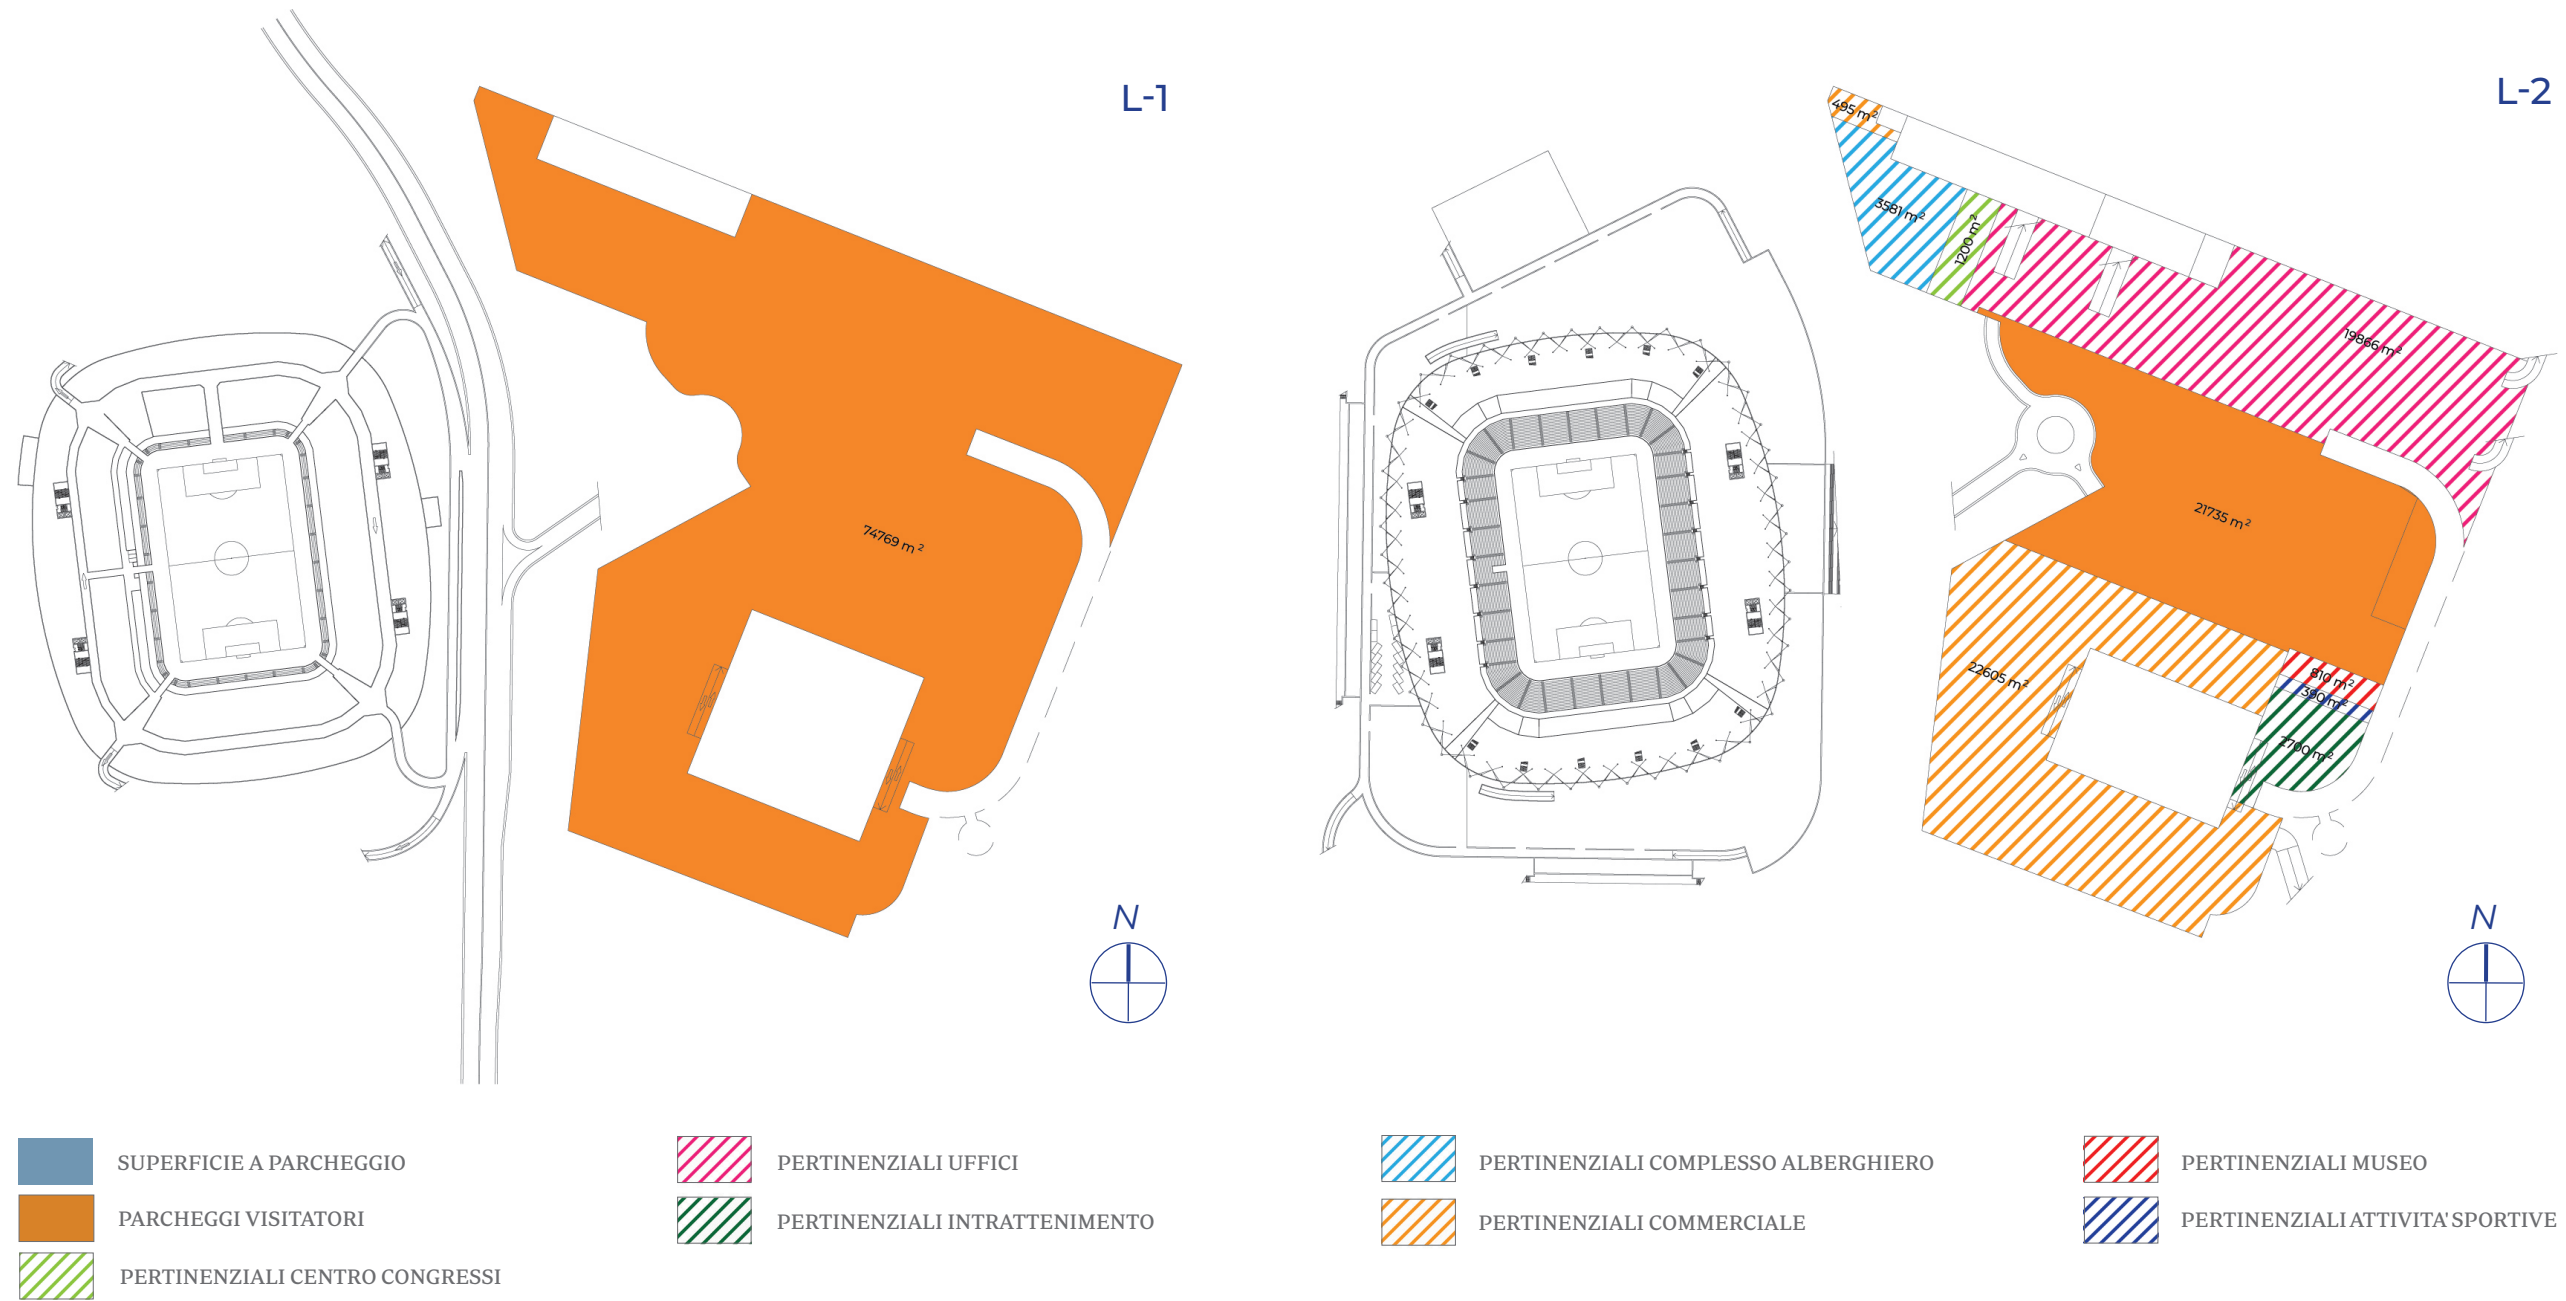 L-1
74769 m²
N
L-2
495 m²
3581 m²
1200 m²
19866 m²
21735 m²
22605 m²
810 m²
390 m²
2700 m²
N
SUPERFICIE A PARCHEGGIO
PARCHEGGI VISITATORI
PERTINENZIALI CENTRO CONGRESSI
PERTINENZIALI UFFICI
PERTINENZIALI INTRATTENIMENTO
PERTINENZIALI COMPLESSO ALBERGHIERO
PERTINENZIALI COMMERCIALE
PERTINENZIALI MUSEO
PERTINENZIALI ATTIVITA' SPORTIVE